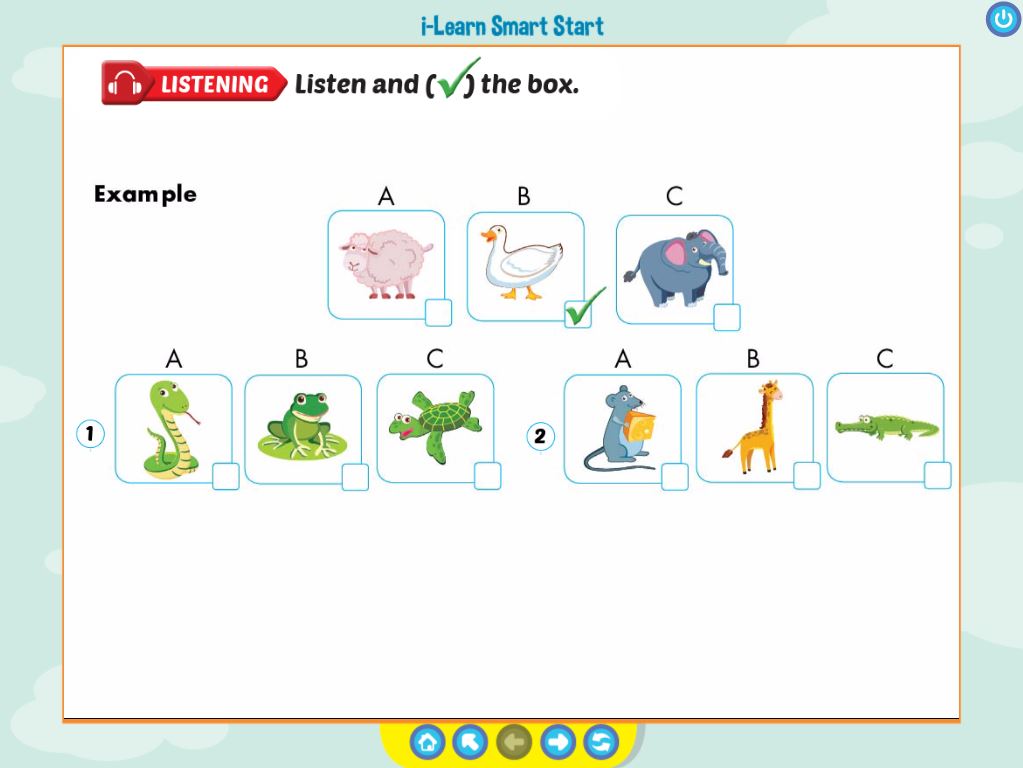 i-Learn Smart Start
LISTENING Listen and (✓) the box.
Example
A B C
A B C
1
A B C
2